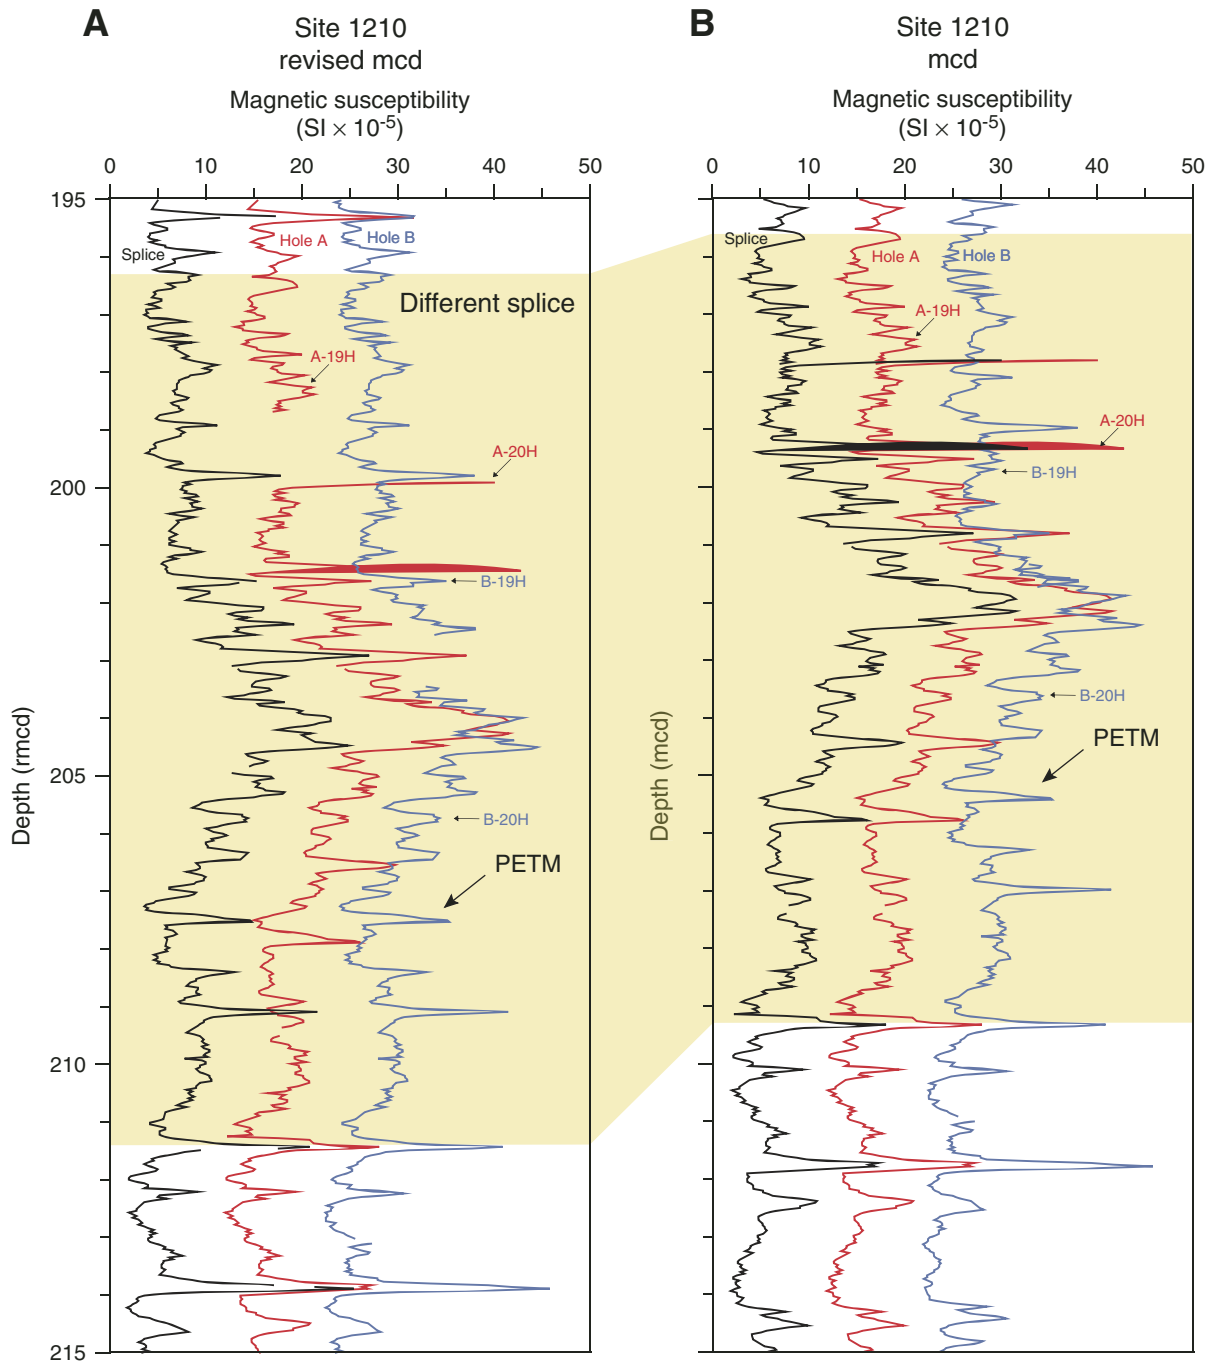 A
Site 1210
revised mcd
Magnetic susceptibility
(SI × 10-5)
0 10 20 30 40 50
195
Splice
Hole A
Hole B
Different splice
A-19H
A-20H
200
B-19H
205
B-20H
PETM
210
215
Depth (rmcd)
B
Site 1210
mcd
Magnetic susceptibility
(SI × 10-5)
0 10 20 30 40 50
Splice
Hole A
Hole B
A-19H
A-20H
B-19H
B-20H
PETM
Depth (mcd)